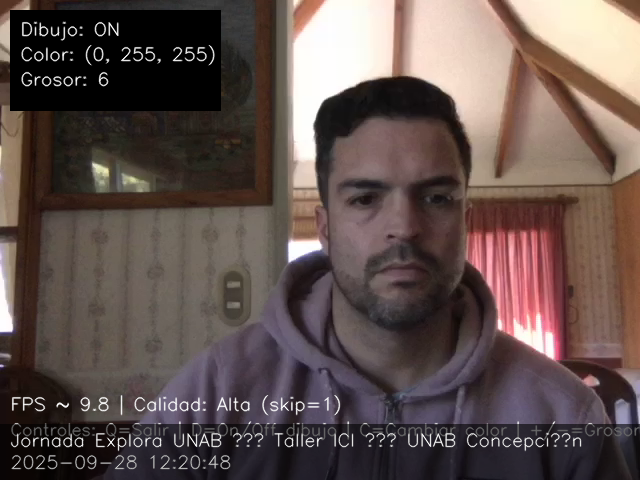 Dibujo: ON
Color: (0, 255, 255)
Grosor: 6
FPS ~ 9.8 | Calidad: Alta (skip=1)
Controles: Q=Salir | D=On/Off dibujo | C=Cambiar color | +/-=Grosor
Jornada Explora UNAB ??? Taller ICI ??? UNAB Concepci??n
2025-09-28 12:20:48